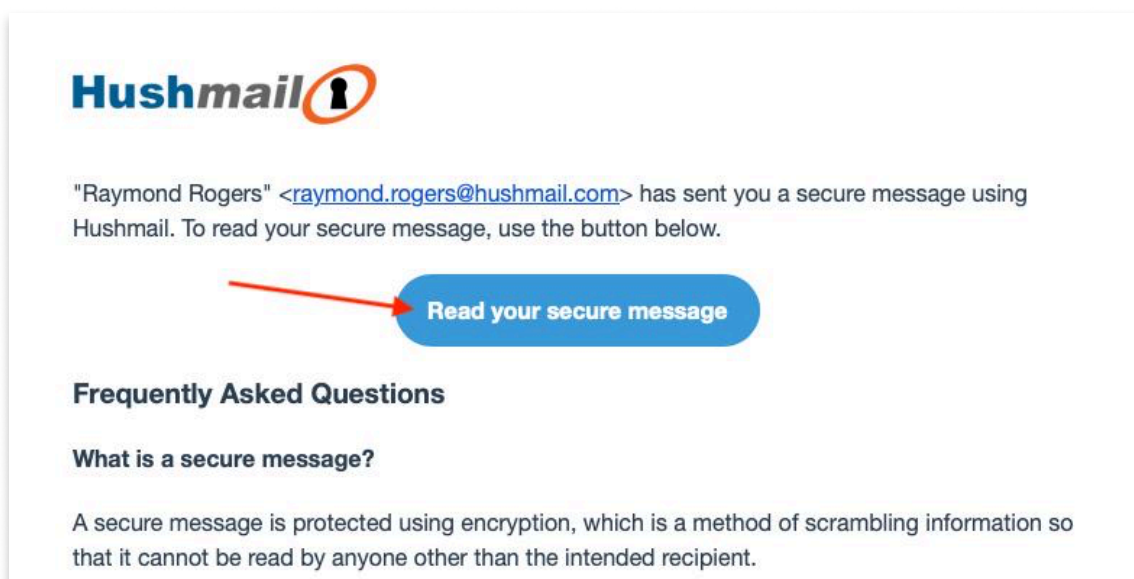 Hushmail
"Raymond Rogers" <raymond.rogers@hushmail.com> has sent you a secure message using
Hushmail. To read your secure message, use the button below.
Read your secure message
Frequently Asked Questions
What is a secure message?
A secure message is protected using encryption, which is a method of scrambling information so
that it cannot be read by anyone other than the intended recipient.